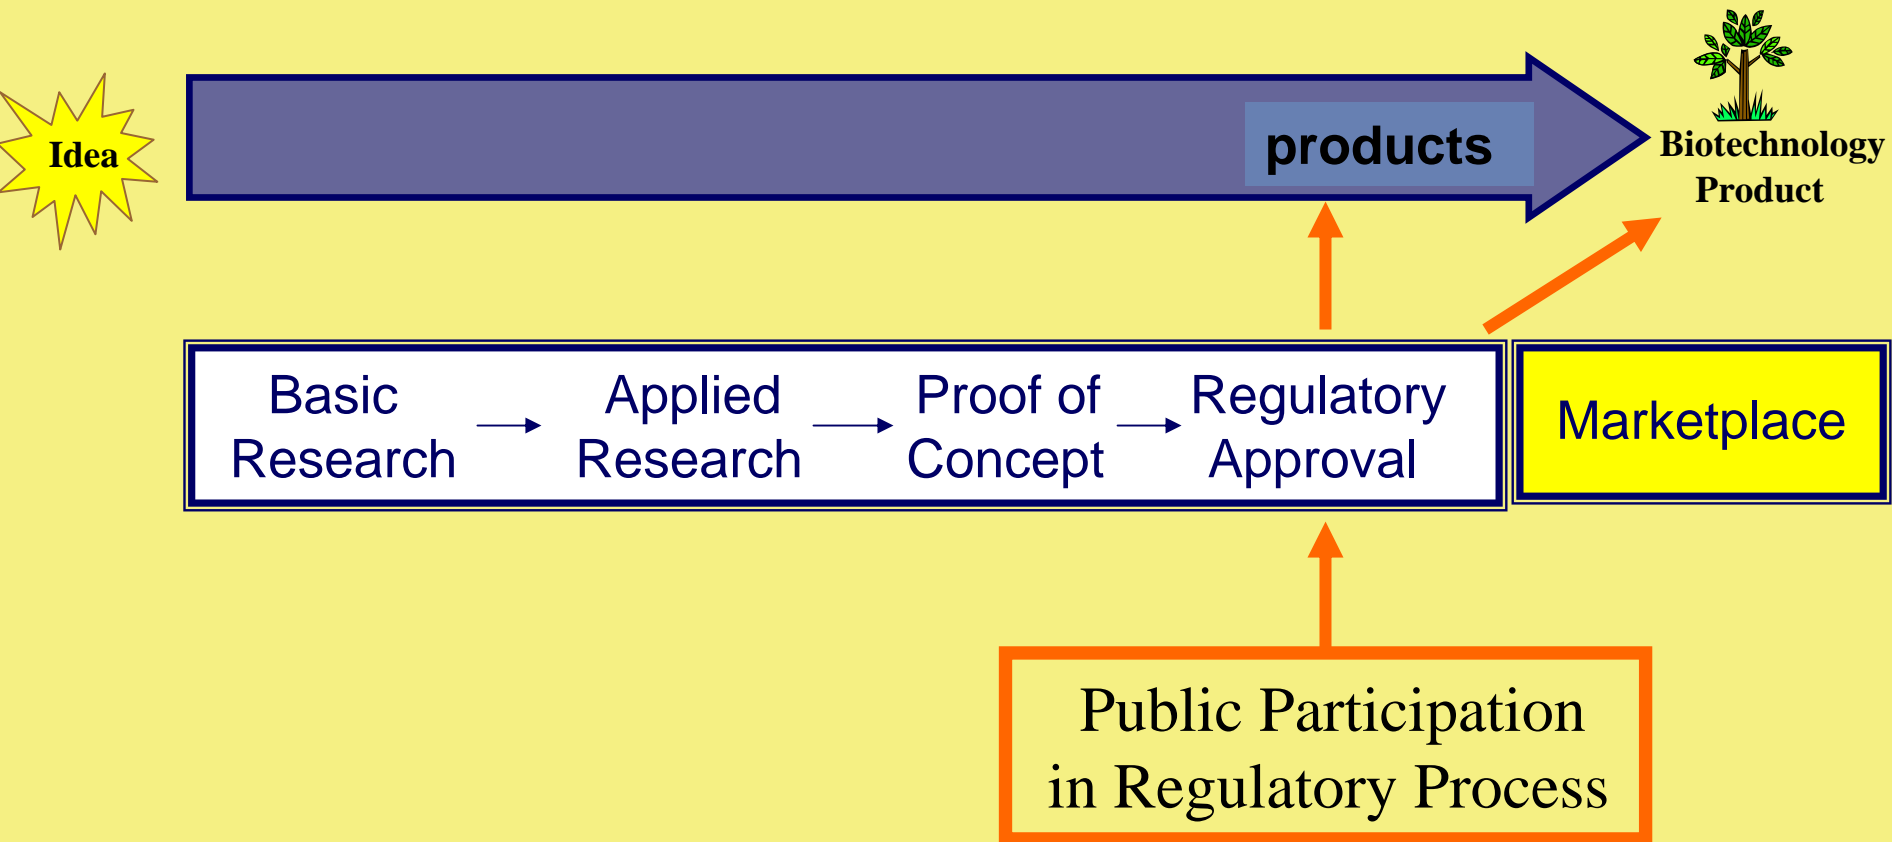 Idea
products
Biotechnology
Product
Basic
Research
Applied
Research
Proof of
Concept
Regulatory
Approval
Marketplace
Public Participation
in Regulatory Process